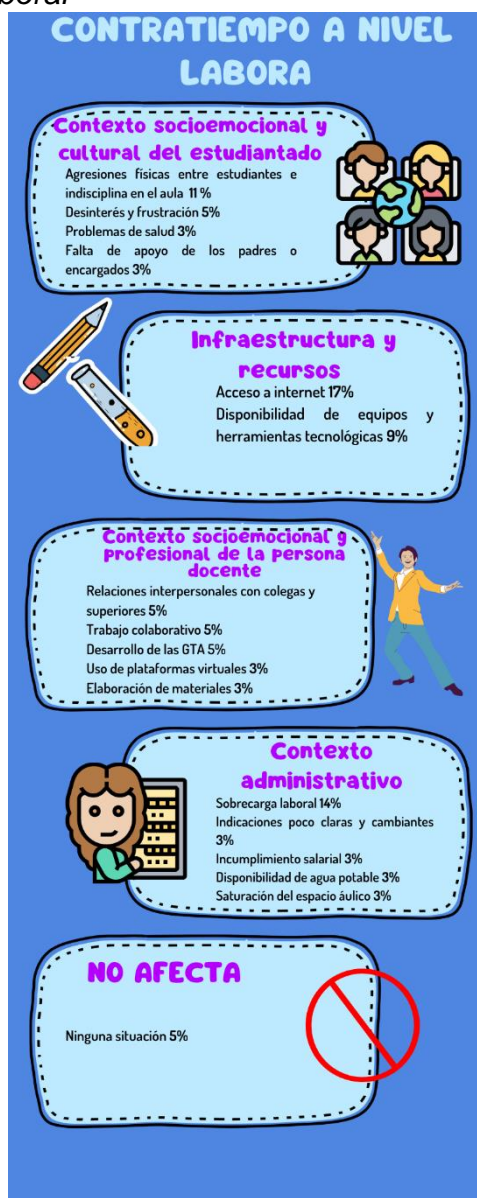 CONTRATIEMPO A NIVEL
LABORA
Contexto socioemocional y
cultural del estudiantado
Agresiones físicas entre estudiantes e
indisciplina en el aula 11 %
Desinterés y frustración 5%
Problemas de salud 3%
Falta de apoyo de los padres o
encargados 3%
Infraestructura y
recursos
Acceso a internet 17%
Disponibilidad de equipos y
herramientas tecnológicas 9%
Contexto socioemocional y
profesional de la persona
docente
Relaciones interpersonales con colegas y
superiores 5%
Trabajo colaborativo 5%
Desarrollo de las GTA 5%
Uso de plataformas virtuales 3%
Elaboración de materiales 3%
Contexto
administrativo
Sobrecarga laboral 14%
Indicaciones poco claras y cambiantes
3%
Incumplimiento salarial 3%
Disponibilidad de agua potable 3%
Saturación del espacio áulico 3%
NO AFECTA
Ninguna situación 5%